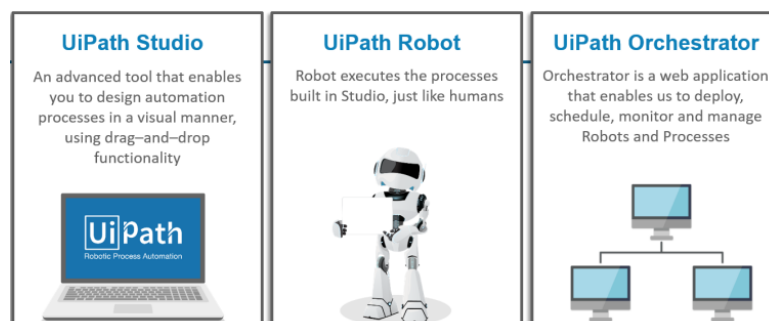 UiPath Studio
An advanced tool that enables
you to design automation
processes in a visual manner,
using drag–and–drop
functionality
UiPath
Robotic Process Automation
UiPath Robot
Robot executes the processes
built in Studio, just like humans
UiPath Orchestrator
Orchestrator is a web application
that enables us to deploy,
schedule, monitor and manage
Robots and Processes